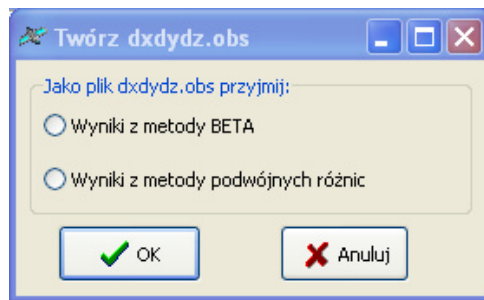 Twórz dxdydz.obs
Jako plik dxdydz.obs przyjmij:
Wyniki z metody BETA
Wyniki z metody podwójnych różnic
OK Anuluj